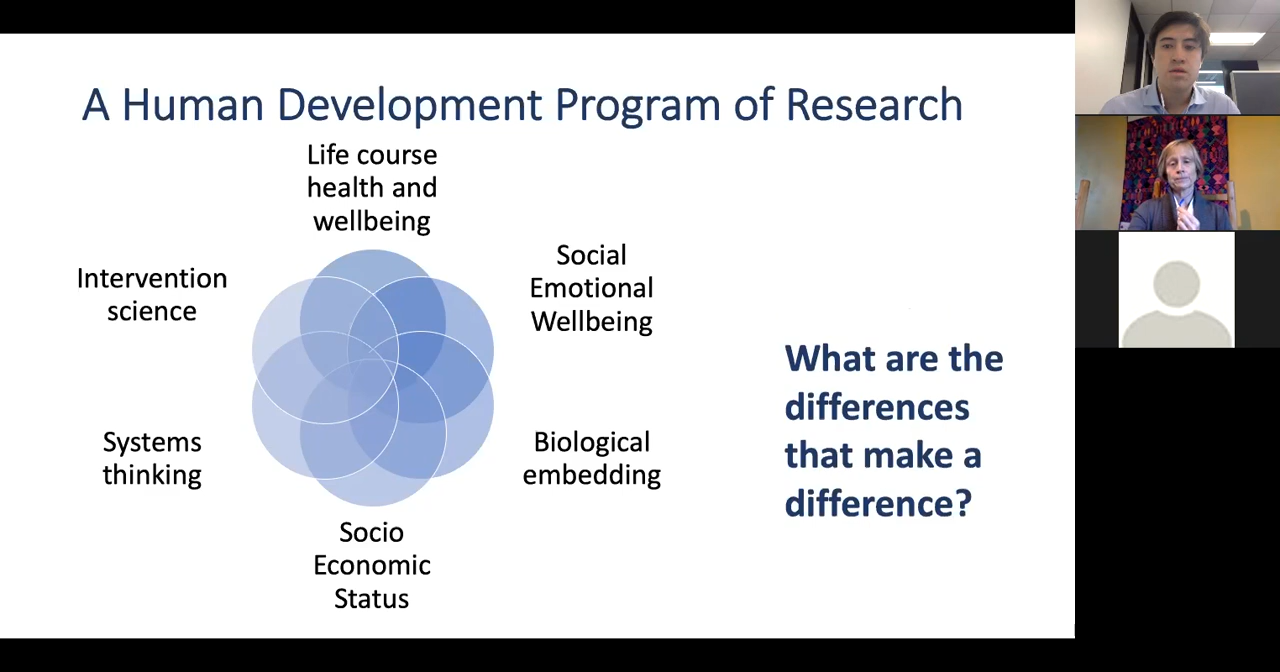 A Human Development Program of Research
Life course
health and
wellbeing
Social
Emotional
Wellbeing
Intervention
science
What are the
differences
that make a
difference?
Systems
thinking
Biological
embedding
Socio
Economic
Status